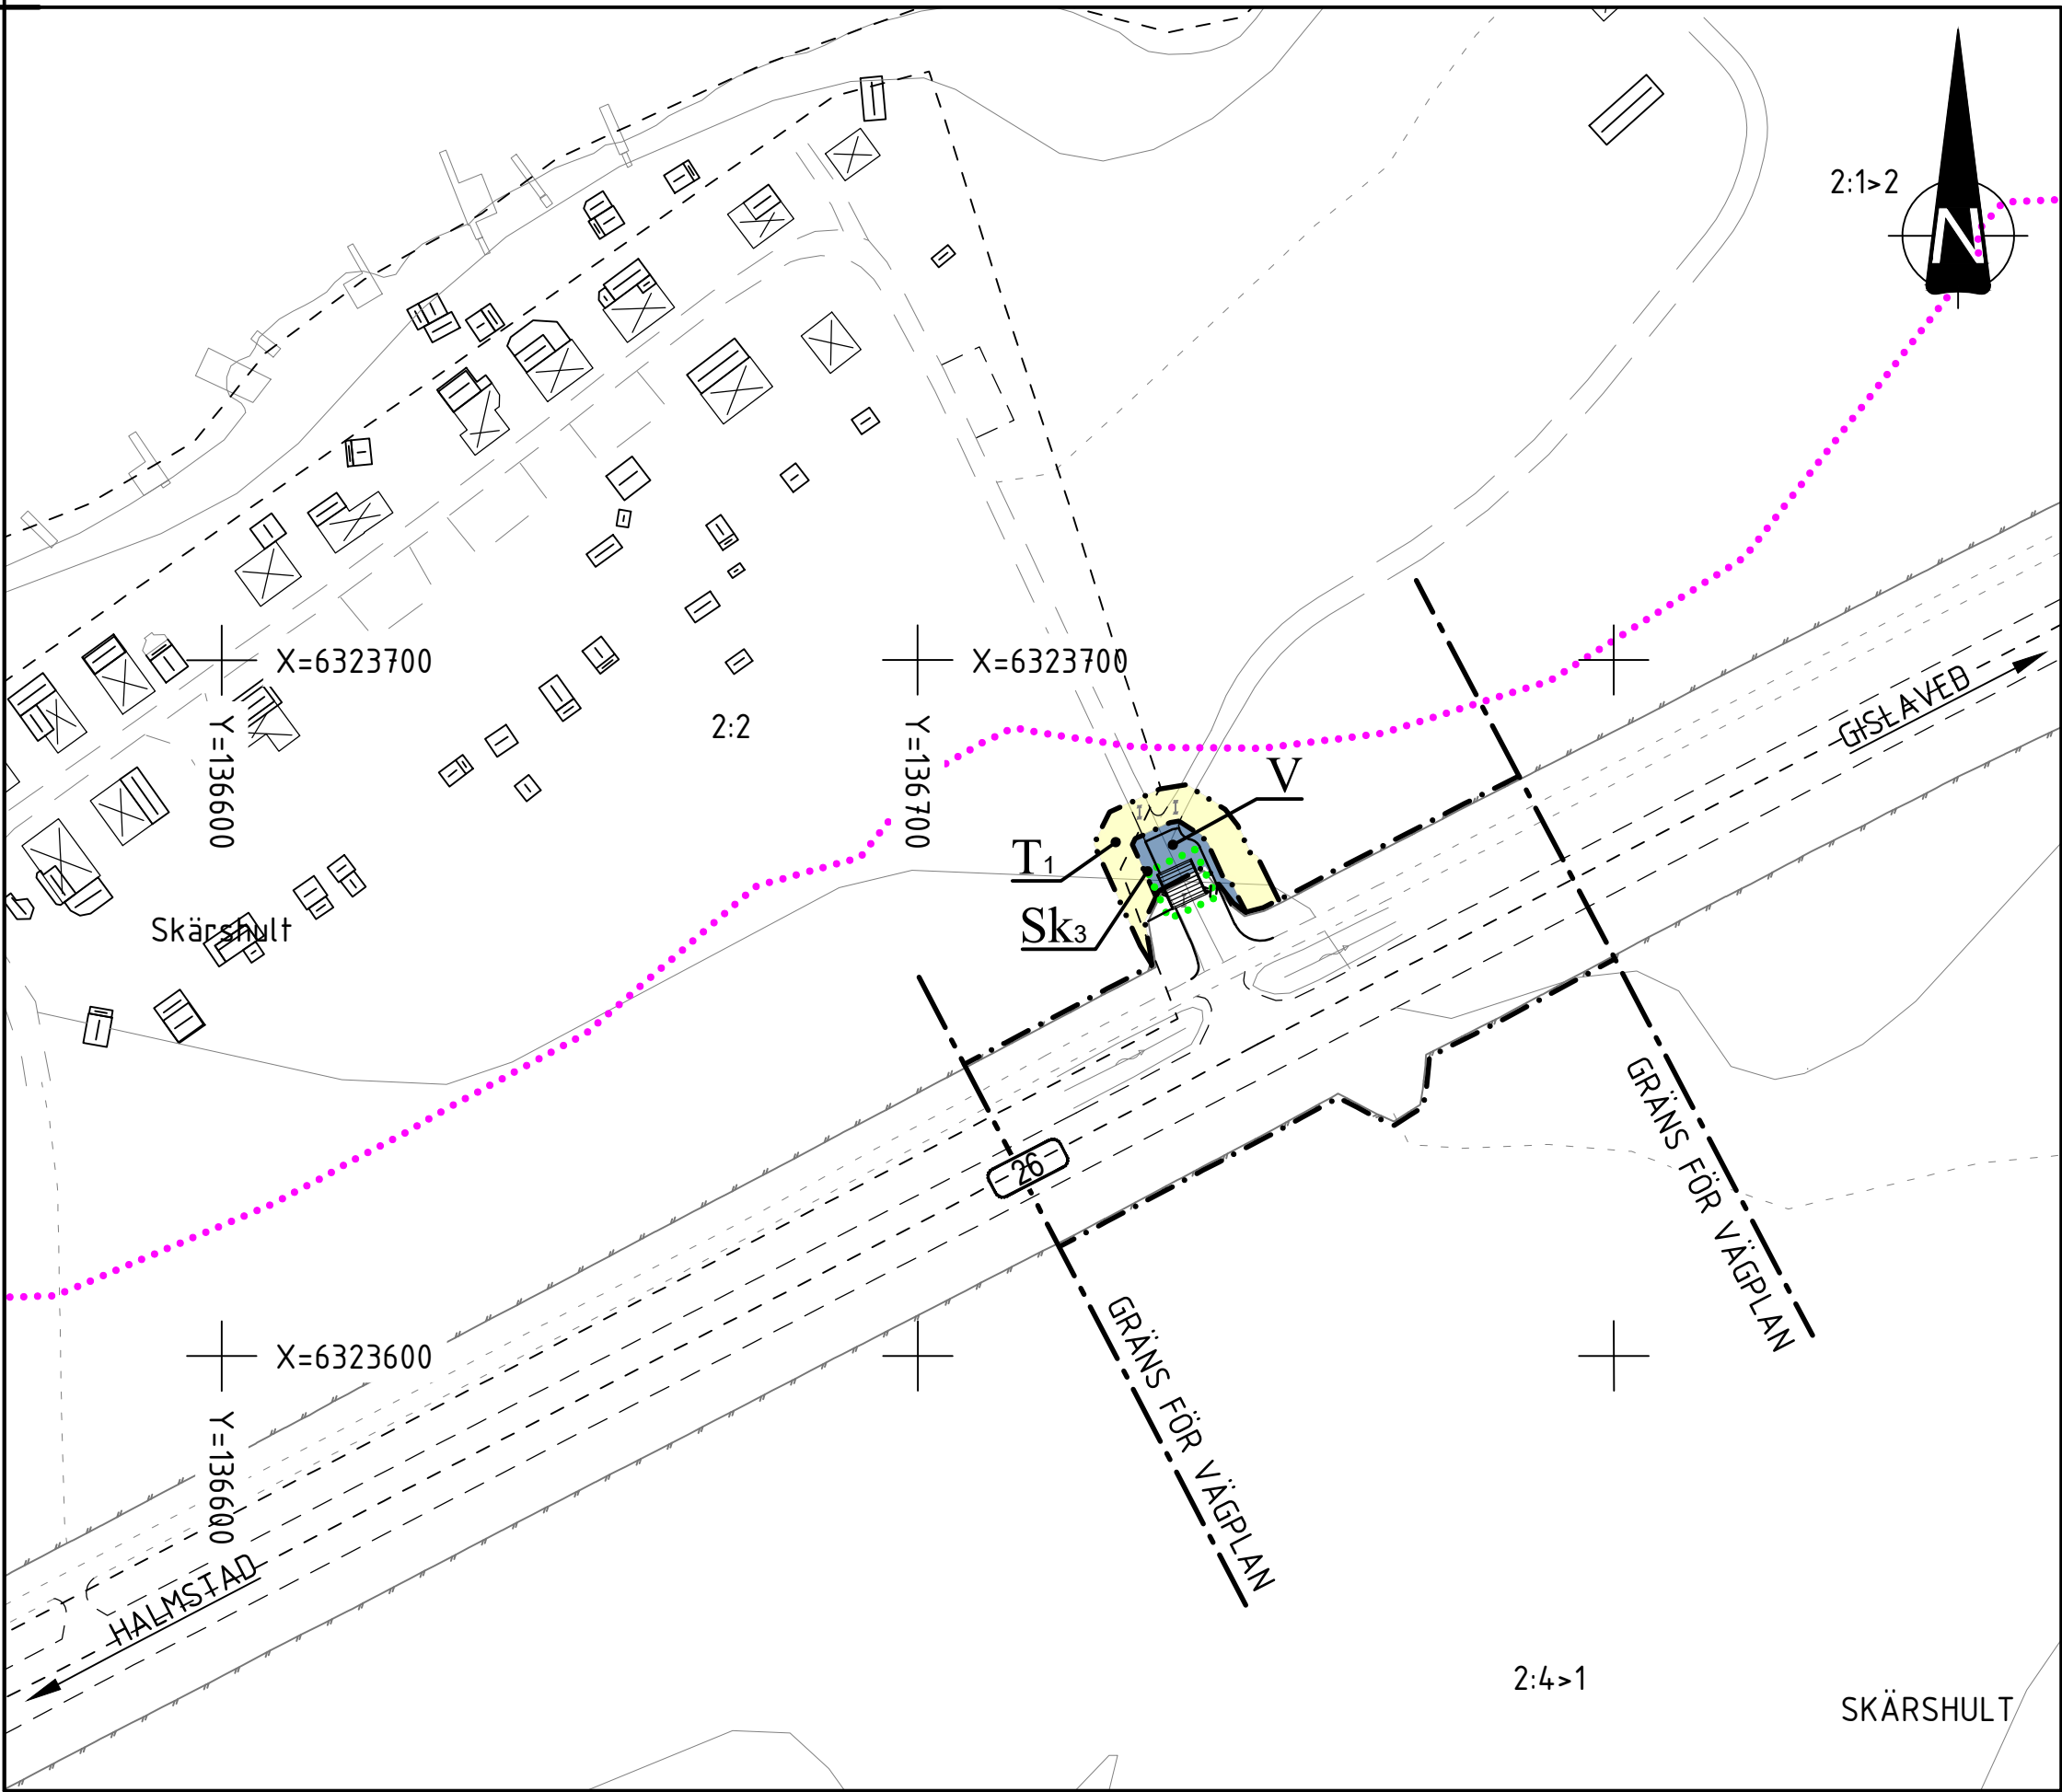 2:1>2
N
X=6323700
X=6323700
GISLAVED
Y=136600
2:2
Y=136700
V
T1
Sk3
Skärshult
GRÄNS FÖR VÄGPLAN
26
GRÄNS FÖR VÄGPLAN
X=6323600
Y=136600
HALMSTAD
2:4>1
SKÄRSHULT